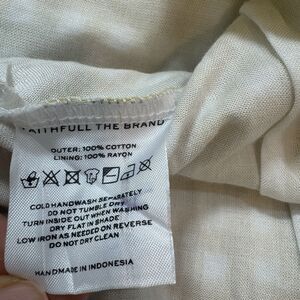 FAITHFULL THE BRAND
OUTER: 100% COTTON
LINING: 100% RAYON
COLD HANDWASH SEPARATELY
DO NOT TUMBLE DRY
TURN INSIDE OUT WHEN WASHING
DRY FLAT IN SHADE
LOW IRON AS NEEDED ON REVERSE
DO NOT DRY CLEAN
HANDMADE IN INDONESIA